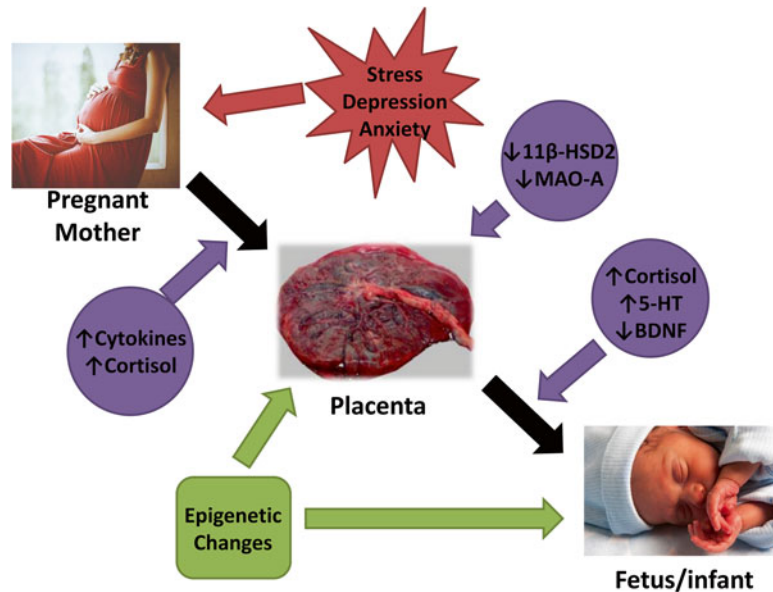 Stress
Depression
Anxiety
↓11β-HSD2
↓MAO-A
Pregnant
Mother
↑Cortisol
↑5-HT
↓BDNF
↑Cytokines
↑Cortisol
Placenta
Epigenetic
Changes
Fetus/infant